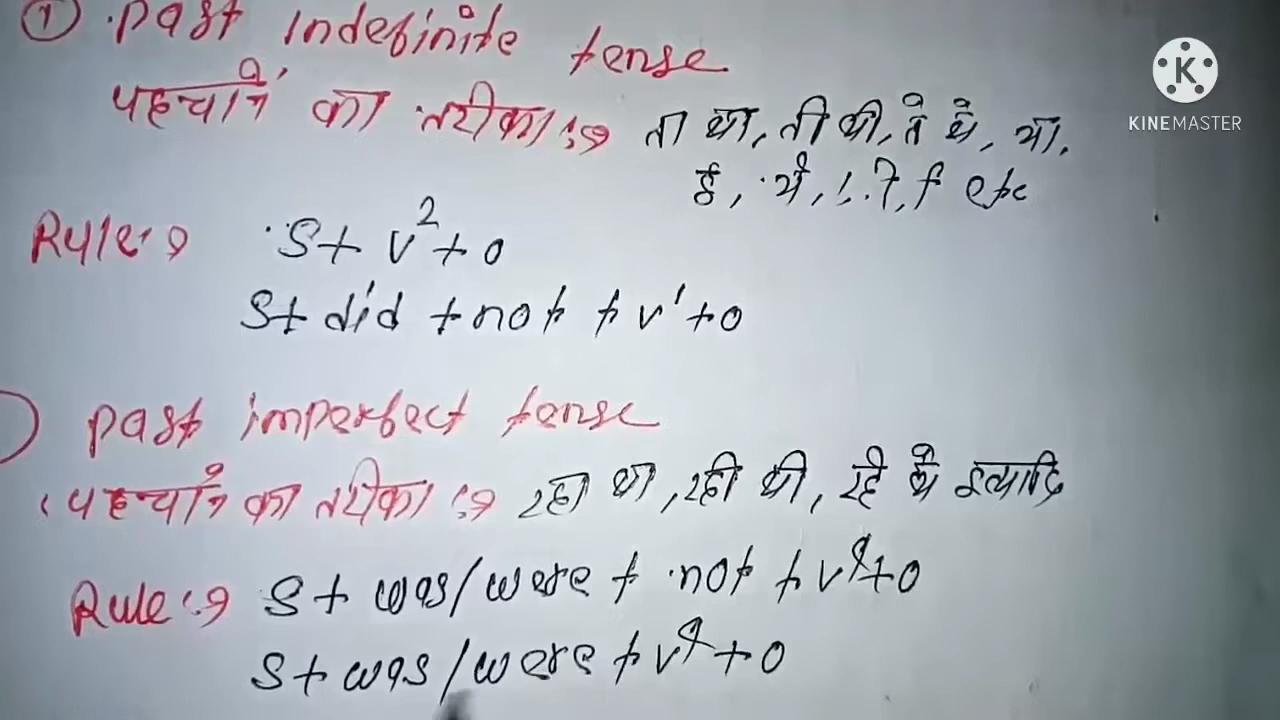 ① Past Indefinite tense
पहचाने का तरीका :→ ता था, ती थी, ते थे, या,
ई, ये, etc
Rule :→ S + V² + O
S + did + not + V¹ + O
) Past imperfect tense
पहचाने का तरीका :→ रहा था, रही थी, रहे थे इत्यादि
Rule :→ S + was/were + not + V⁴ + O
S + was/were + V⁴ + O
K
KINEMASTER